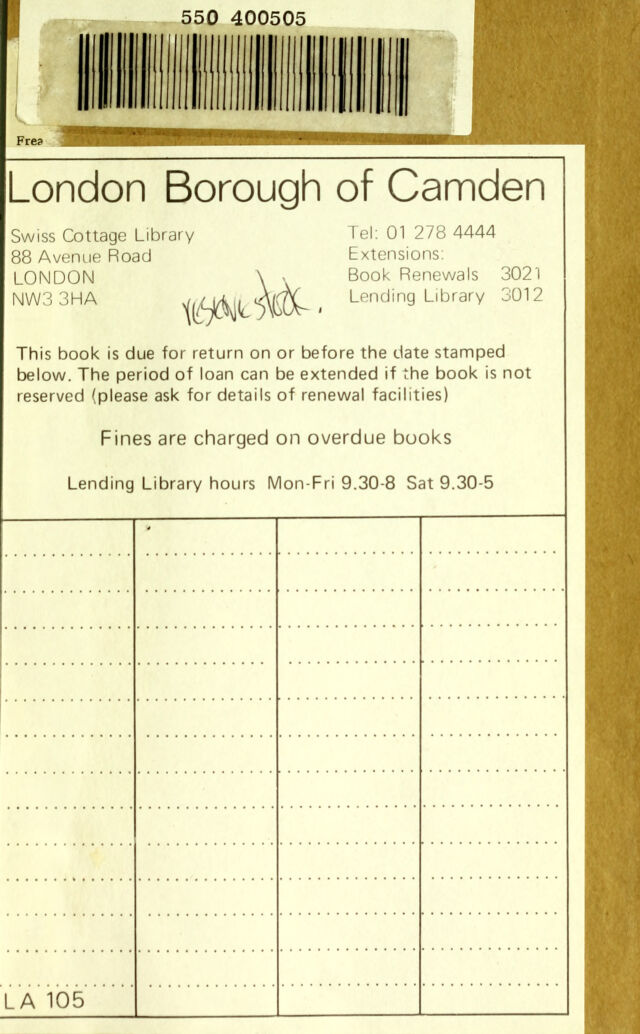 550 400505
Frea
London Borough of Camden
Swiss Cottage Library
88 Avenue Road
LONDON
NW3 3HA
Tel: 01 278 4444
Extensions:
Book Renewals 3021
Lending Library 3012
reserve stock.
This book is due for return on or before the date stamped
below. The period of loan can be extended if the book is not
reserved (please ask for details of renewal facilities)
Fines are charged on overdue books
Lending Library hours Mon-Fri 9.30-8 Sat 9.30-5
LA 105